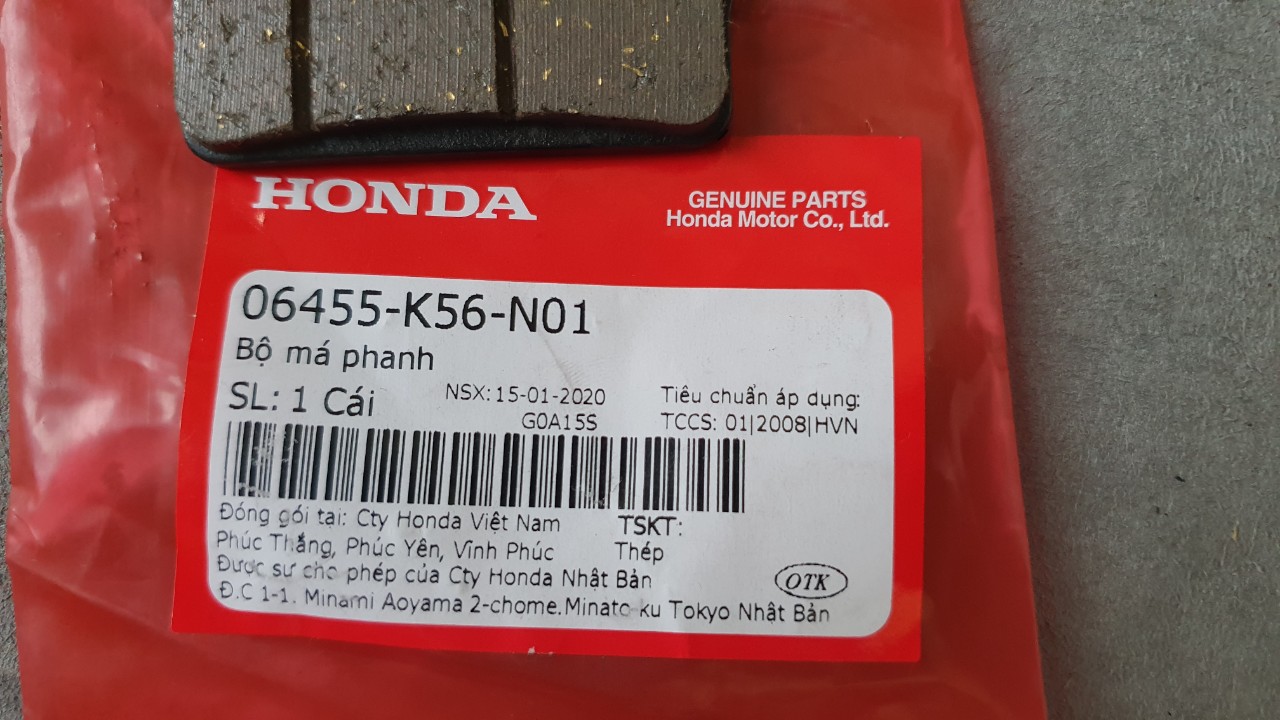 HONDA
GENUINE PARTS
Honda Motor Co., Ltd.
06455-K56-N01
Bộ má phanh
SL: 1 Cái
NSX: 15-01-2020
G0A15S
Tiêu chuẩn áp dụng:
TCCS: 01|2008|HVN
Đóng gói tại: Cty Honda Việt Nam
Phúc Thắng, Phúc Yên, Vĩnh Phúc
TSKT:
Thép
Được sư cho phép của Cty Honda Nhật Bản
Đ.C 1-1. Minami Aoyama 2-chome.Minato ku Tokyo Nhật Bản
OTK